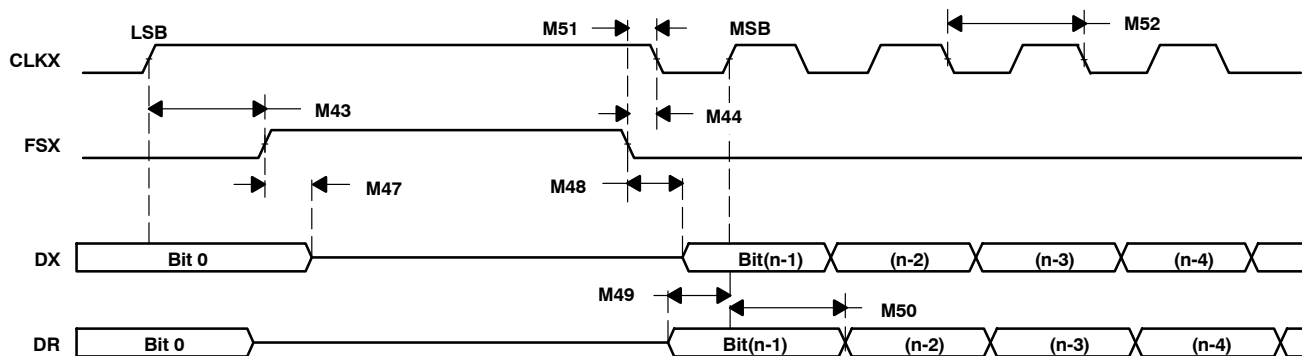 LSB M51 MSB M52
CLKX
M43 M44
FSX
M47 M48
DX Bit 0 Bit(n-1) (n-2) (n-3) (n-4)
M49 M50
DR Bit 0 Bit(n-1) (n-2) (n-3) (n-4)